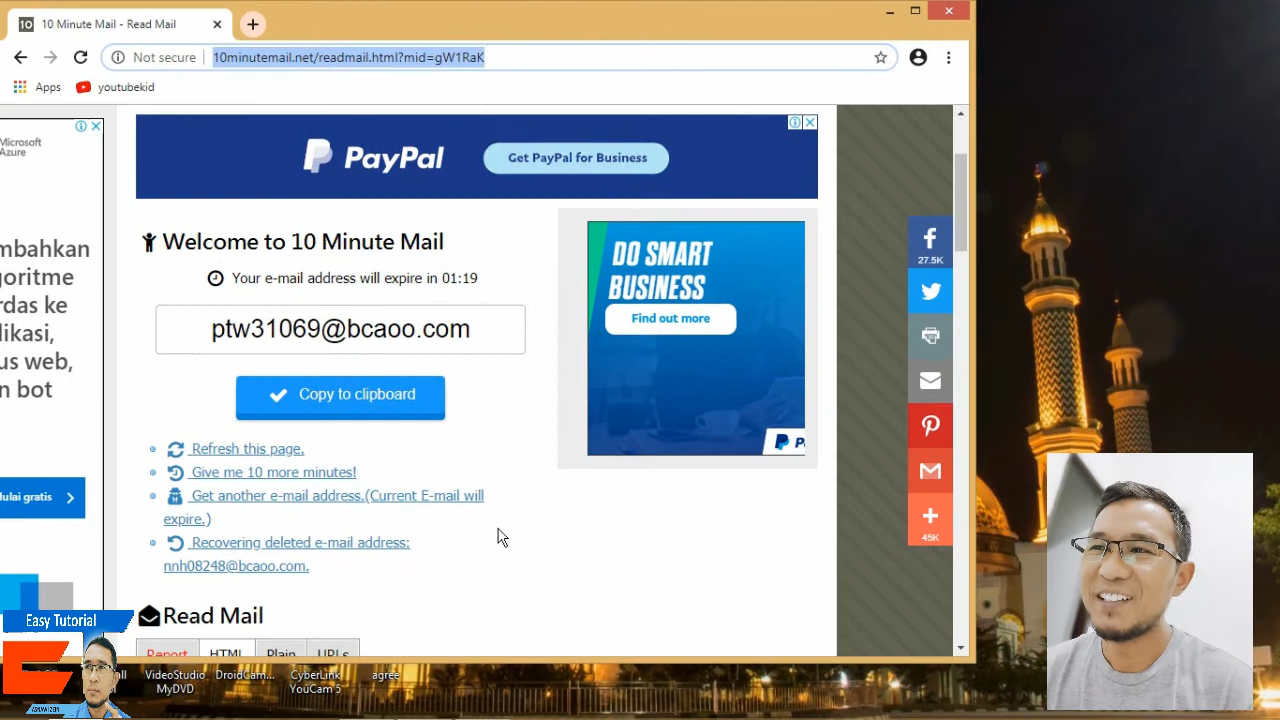 10 Minute Mail - Read Mail
Not secure
10minutemail.net/readmail.html?mid=gW1RaK
Apps
youtubekid
Microsoft
Azure
PayPal
Get PayPal for Business
mbahkan
goritme
rdas ke
likasi,
us web,
n bot
Mulai gratis
Welcome to 10 Minute Mail
Your e-mail address will expire in 01:19
ptw31069@bcaoo.com
Copy to clipboard
Refresh this page.
Give me 10 more minutes!
Get another e-mail address.(Current E-mail will
expire.)
Recovering deleted e-mail address:
nnh08248@bcaoo.com.
DO SMART
BUSINESS
Find out more
27.5K
45K
Read Mail
Report
HTML
Plain
URLs
Easy Tutorial
VideoStudio
MyDVD
DroidCam...
CyberLink
YouCam 5
agree